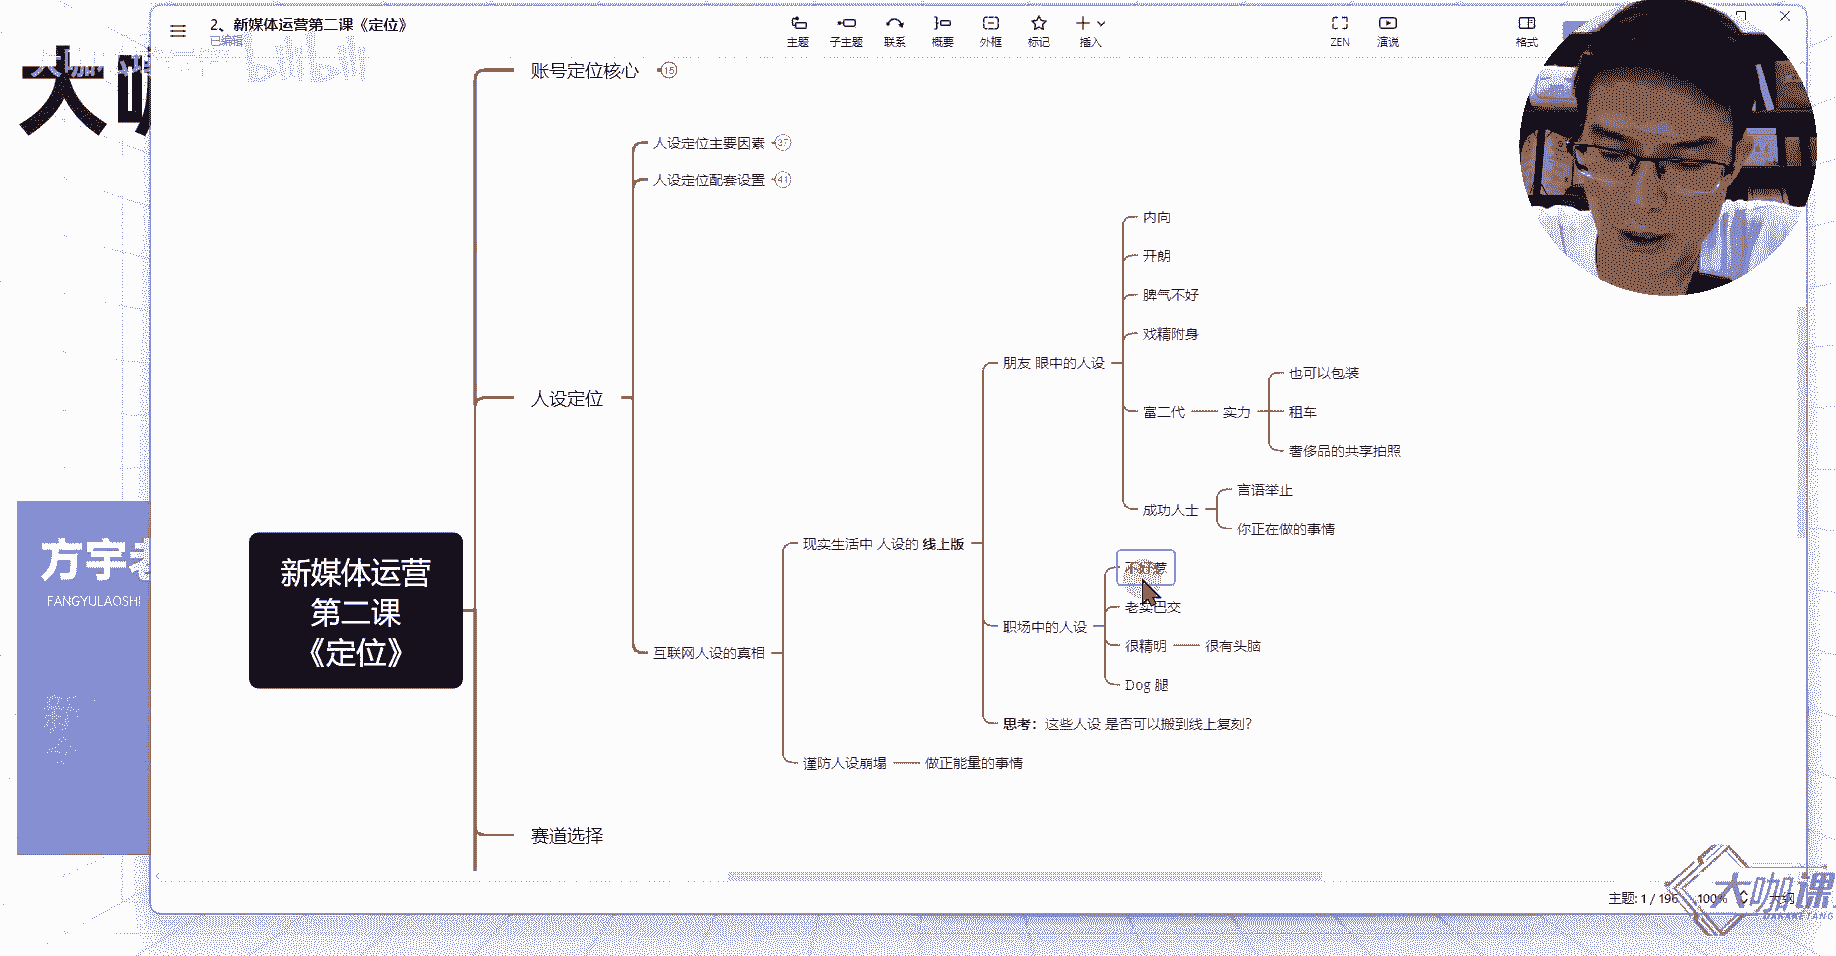 2、新媒体运营第二课《定位》
已编辑
主题
子主题
联系
概要
外框
标记
插入
ZEN
演说
格式
大咖
bilibili
账号定位核心
15
人设定位主要因素
37
人设定位配套设置
41
内向
开朗
脾气不好
戏精附身
朋友 眼中的人设
也可以包装
富二代
实力
租车
人设定位
奢侈品的共享拍照
言语举止
成功人士
你正在做的事情
现实生活中 人设的 线上版
不好惹
老实巴交
职场中的人设
很精明
很有头脑
互联网人设的真相
Dog 腿
思考：这些人设 是否可以搬到线上复刻？
谨防人设崩塌
做正能量的事情
新媒体运营
第二课
《定位》
赛道选择
方宇老
FANGYULAOSHI
主题: 1 / 196
100%
大纲
大咖课
DAKAKETANG